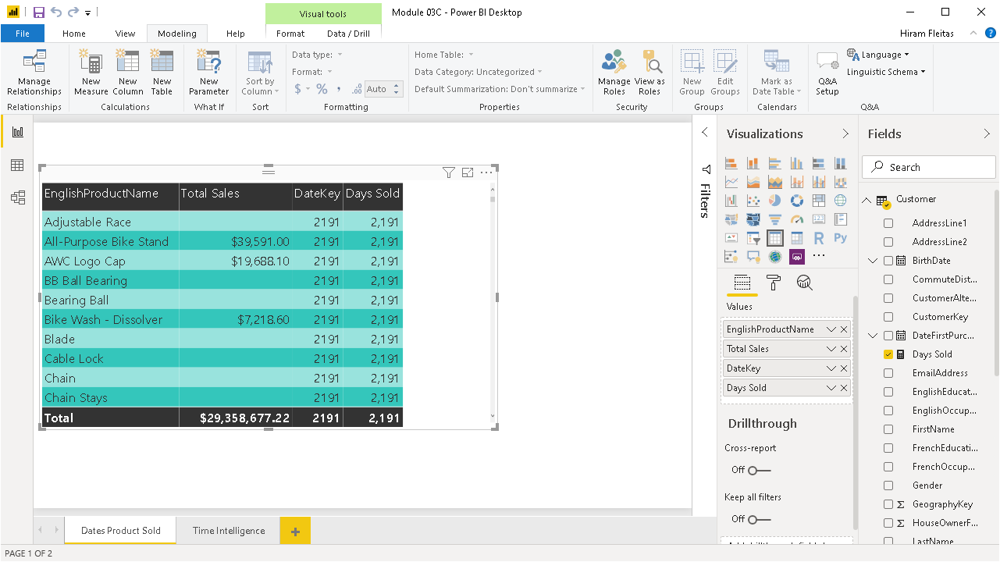 Visual tools
Module 03C - Power BI Desktop
File
Home
View
Modeling
Help
Format
Data / Drill
Hiram Fleitas
Manage Relationships
New Measure
New Column
New Table
New Parameter
Sort by Column
Data type:
Format:
$ % , .00 Auto
Home Table:
Data Category: Uncategorized
Default Summarization: Don't summarize
Manage Roles
View as Roles
New Group
Edit Groups
Mark as Date Table
Q&A Setup
Language
Linguistic Schema
Relationships
Calculations
What If
Sort
Formatting
Properties
Security
Groups
Calendars
Q&A
EnglishProductName Total Sales DateKey Days Sold
Adjustable Race 2191 2,191
All-Purpose Bike Stand $39,591.00 2191 2,191
AWC Logo Cap $19,688.10 2191 2,191
BB Ball Bearing 2191 2,191
Bearing Ball 2191 2,191
Bike Wash - Dissolver $7,218.60 2191 2,191
Blade 2191 2,191
Cable Lock 2191 2,191
Chain 2191 2,191
Chain Stays 2191 2,191
Total $29,358,677.22 2191 2,191
Filters
Visualizations
R
Py
Values
EnglishProductName
Total Sales
DateKey
Days Sold
Drillthrough
Cross-report
Off
Keep all filters
Off
Fields
Search
Customer
AddressLine1
AddressLine2
BirthDate
CommuteDist...
CustomerAlte...
CustomerKey
DateFirstPurc...
Days Sold
EmailAddress
EnglishEducat...
EnglishOccup...
FirstName
FrenchEducati...
FrenchOccup...
Gender
GeographyKey
HouseOwnerF...
LastName
Dates Product Sold
Time Intelligence
PAGE 1 OF 2